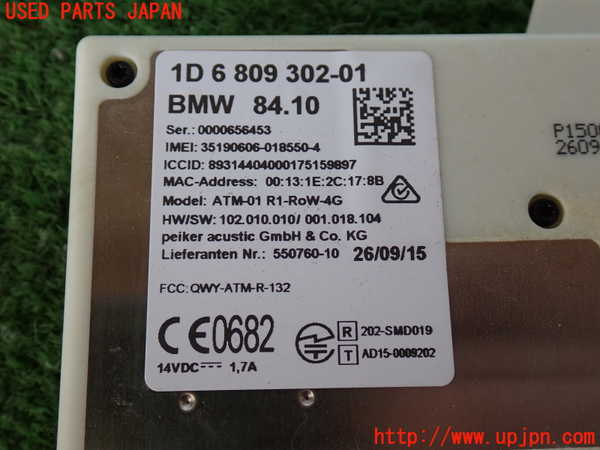 USED PARTS JAPAN
1D 6 809 302-01
BMW 84.10
Ser.: 0000656453
IMEI: 35190606-018550-4
ICCID: 89314404000175159897
MAC-Address: 00:13:1E:2C:17:8B
Model: ATM-01 R1-RoW-4G
HW/SW: 102.010.010/ 001.018.104
peiker acustic GmbH & Co. KG
Lieferanten Nr.: 550760-10 26/09/15
FCC: QWY-ATM-R-132
CE0682
R 202-SMD019
T AD15-0009202
14VDC 1,7A
2609
http://www.upjpn.com/